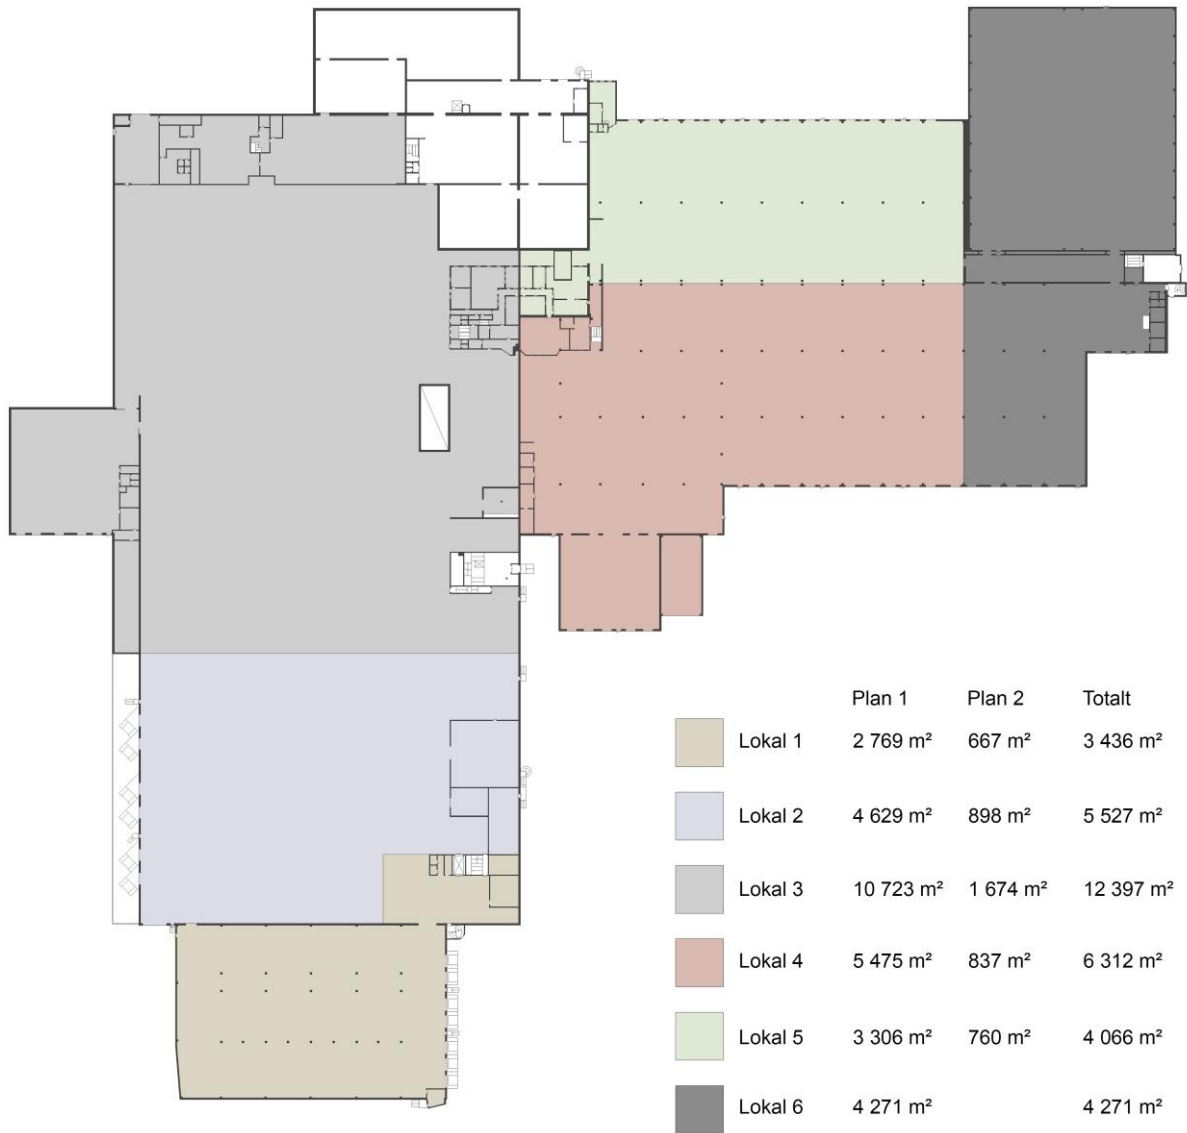 Plan 1 Plan 2 Totalt
Lokal 1 2 769 m² 667 m² 3 436 m²
Lokal 2 4 629 m² 898 m² 5 527 m²
Lokal 3 10 723 m² 1 674 m² 12 397 m²
Lokal 4 5 475 m² 837 m² 6 312 m²
Lokal 5 3 306 m² 760 m² 4 066 m²
Lokal 6 4 271 m² 4 271 m²